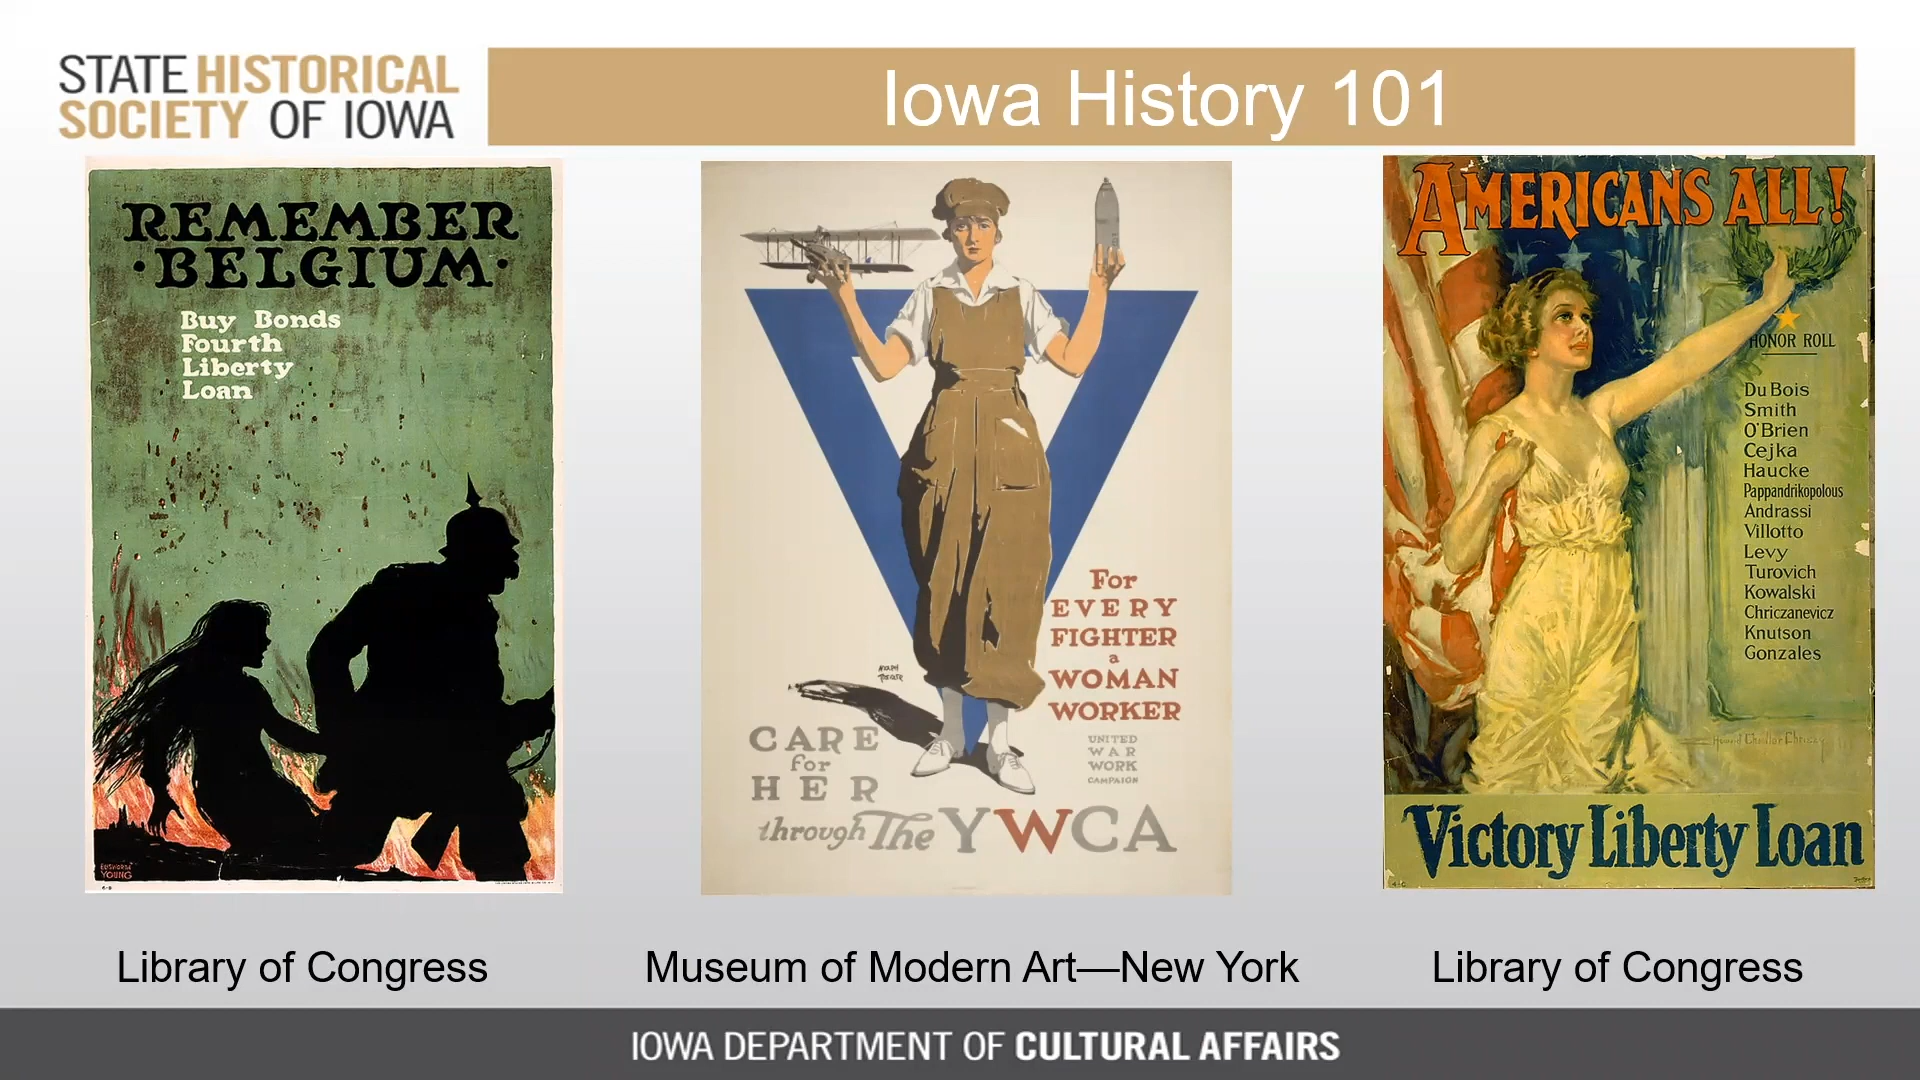 STATE HISTORICAL
SOCIETY OF IOWA
Iowa History 101
REMEMBER
·BELGIUM·
Buy Bonds
Fourth
Liberty
Loan
YOUNG
For
EVERY
FIGHTER
a
WOMAN
WORKER
UNITED
WAR
WORK
CAMPAIGN
CARE
for
HER
through The YWCA
AMERICANS ALL!
HONOR ROLL
Du Bois
Smith
O'Brien
Cejka
Haucke
Pappandrikopolous
Andrassi
Villotto
Levy
Turovich
Kowalski
Chriczanevicz
Knutson
Gonzales
Howard Chandler Christy
Victory Liberty Loan
Library of Congress
Museum of Modern Art—New York
Library of Congress
IOWA DEPARTMENT OF CULTURAL AFFAIRS